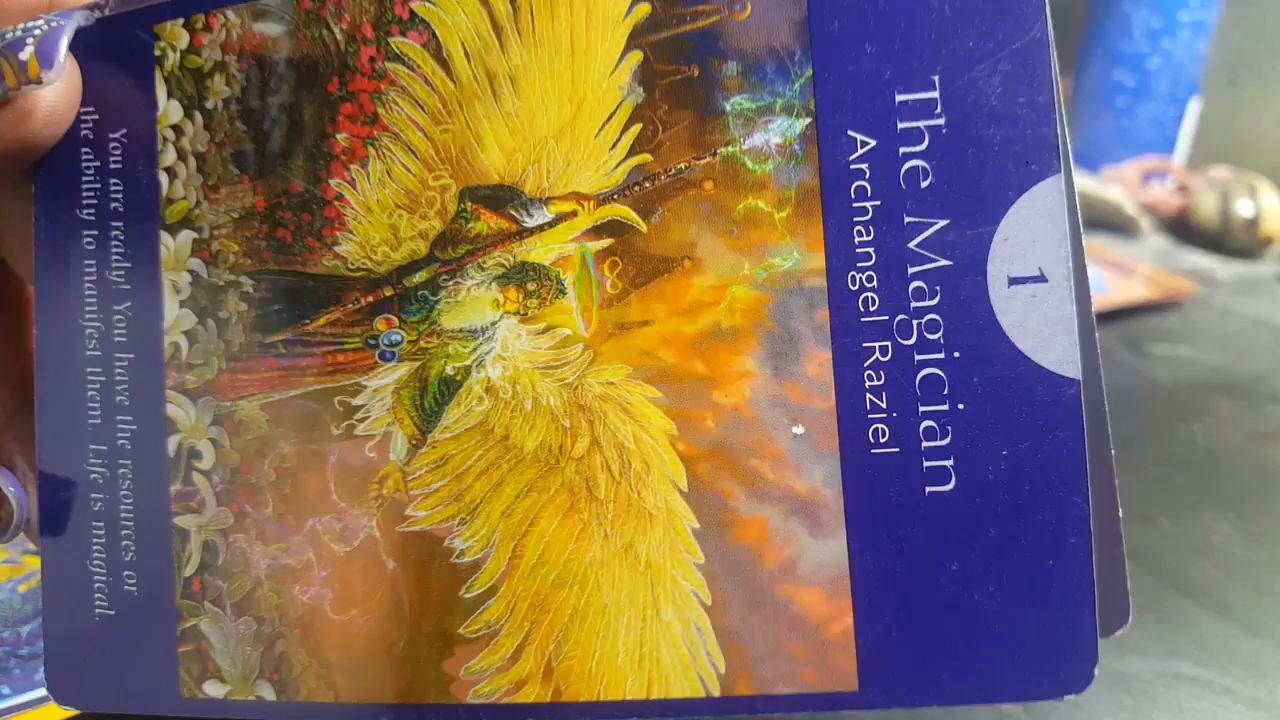 1
The Magician
Archangel Raziel
You are ready! You have the resources or
the ability to manifest them. Life is magical.